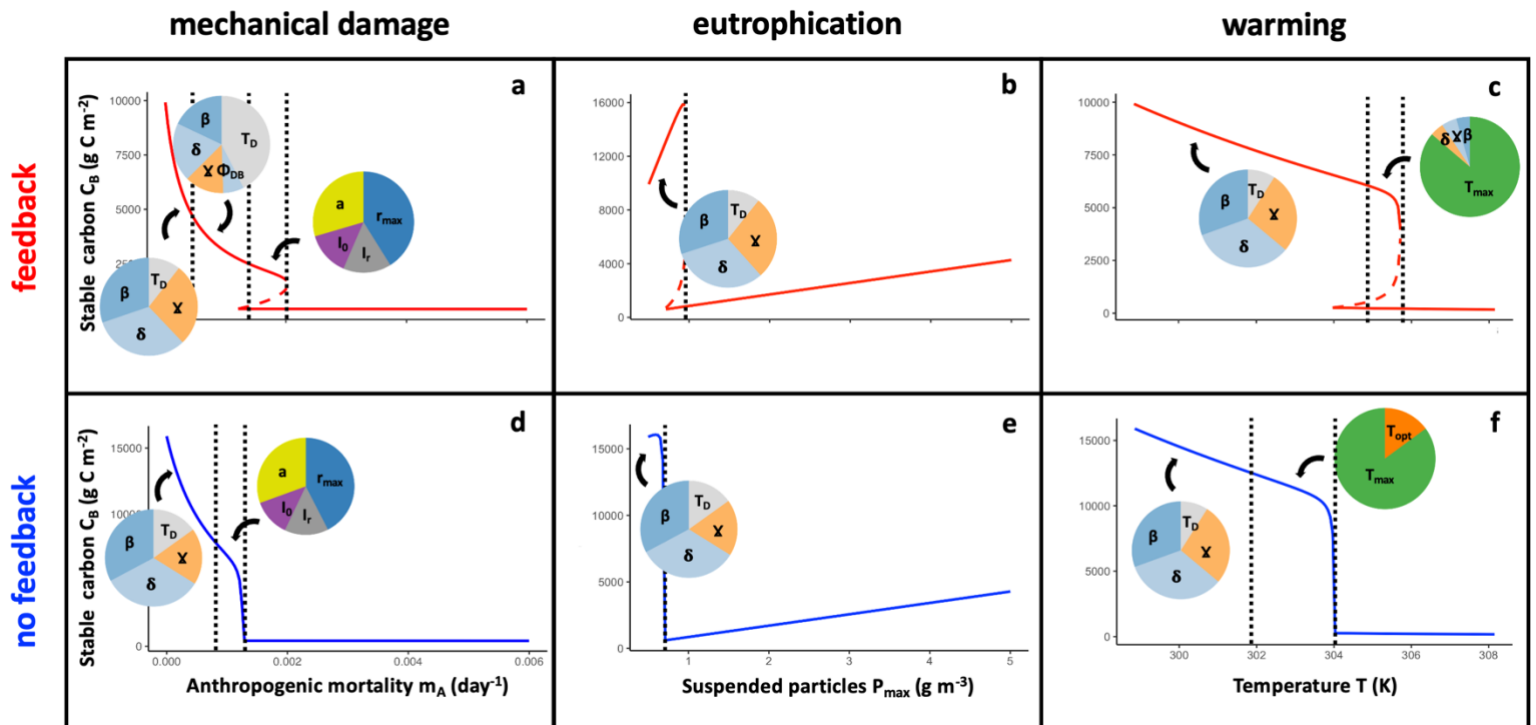 mechanical damage
eutrophication
warming
feedback
no feedback
a
Stable carbon C_B (g C m⁻²)
10000
7500
5000
β
T_D
δ
Ɣ
Φ_DB
a
r_max
I_0
I_r
β
T_D
Ɣ
δ
b
16000
12000
8000
4000
0
β
T_D
Ɣ
δ
c
10000
7500
5000
2500
0
β
T_D
Ɣ
δ
δ
Ɣ
β
T_max
d
Stable carbon C_B (g C m⁻²)
15000
10000
0
β
T_D
Ɣ
δ
a
r_max
I_0
I_r
0.000
0.002
0.004
0.006
Anthropogenic mortality m_A (day⁻¹)
e
15000
10000
5000
0
β
T_D
Ɣ
δ
1
2
3
4
5
Suspended particles P_max (g m⁻³)
f
15000
10000
5000
0
β
T_D
Ɣ
δ
T_opt
T_max
300
302
304
306
308
Temperature T (K)